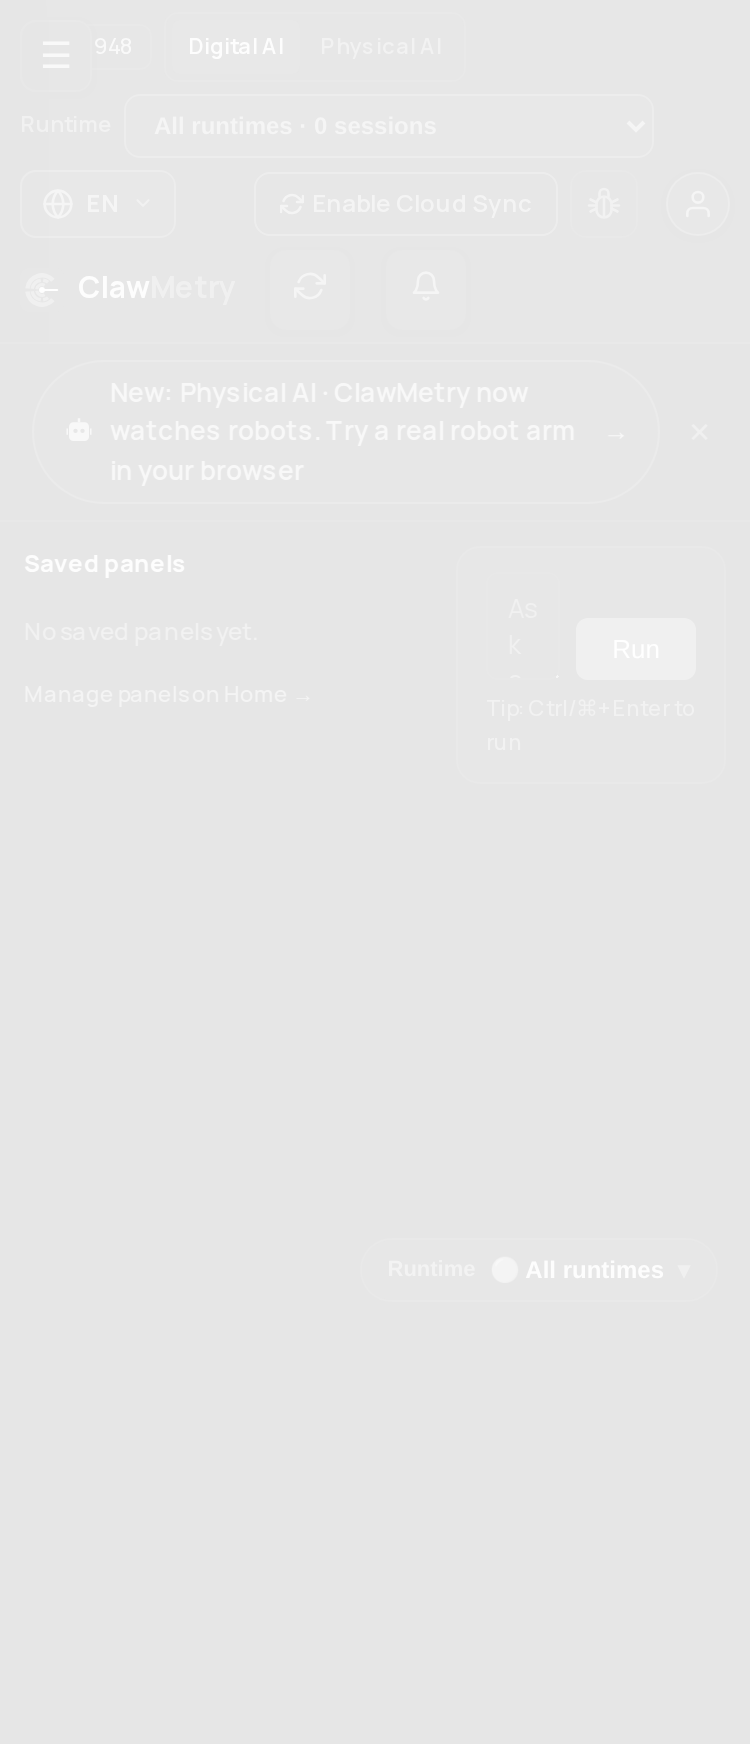 948
Digital AI
Physical AI
Runtime
All runtimes · 0 sessions
EN
Enable Cloud Sync
ClawMetry
New: Physical AI · ClawMetry now
watches robots. Try a real robot arm →
in your browser
Saved panels
No saved panels yet.
Manage panels on Home →
As
k
Run
Tip: Ctrl/⌘+Enter to
run
Runtime
All runtimes ▾